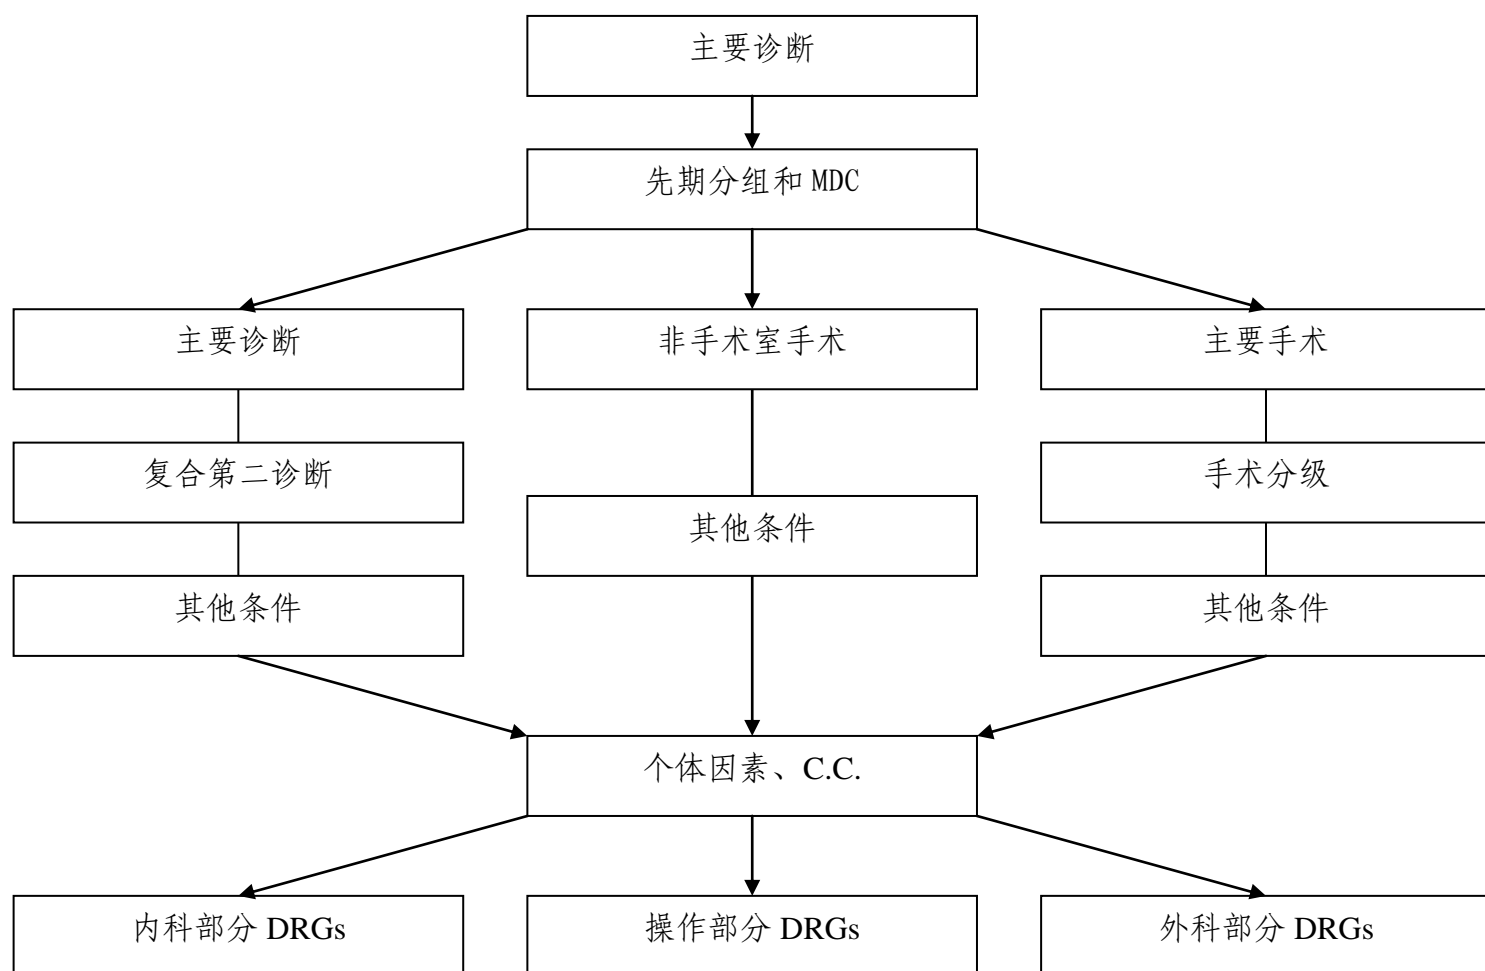 主要诊断
先期分组和 MDC
主要诊断
非手术室手术
主要手术
复合第二诊断
手术分级
其他条件
其他条件
其他条件
个体因素、C.C.
内科部分 DRGs
操作部分 DRGs
外科部分 DRGs